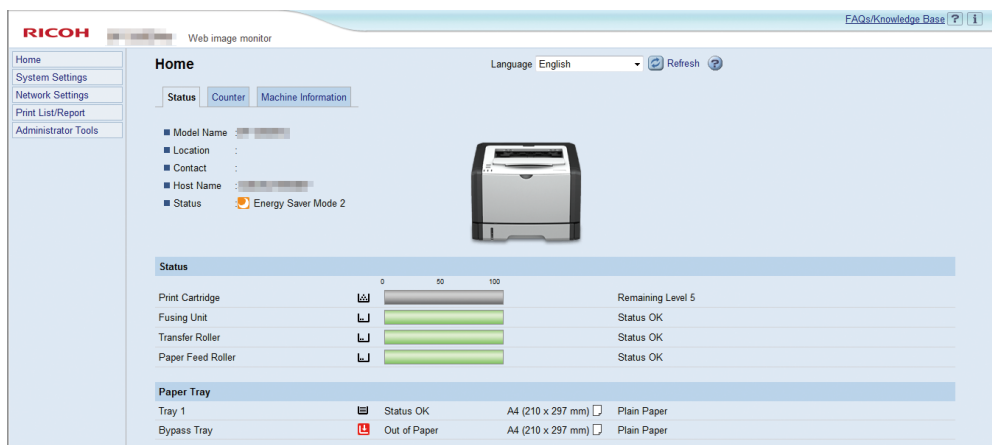 FAQs/Knowledge Base ? i
RICOH Web image monitor
Home
System Settings
Network Settings
Print List/Report
Administrator Tools
Home Language English Refresh ?
Status Counter Machine Information
Model Name :
Location :
Contact :
Host Name :
Status : Energy Saver Mode 2
Status
0 50 100
Print Cartridge Remaining Level 5
Fusing Unit Status OK
Transfer Roller Status OK
Paper Feed Roller Status OK
Paper Tray
Tray 1 Status OK A4 (210 x 297 mm) Plain Paper
Bypass Tray Out of Paper A4 (210 x 297 mm) Plain Paper